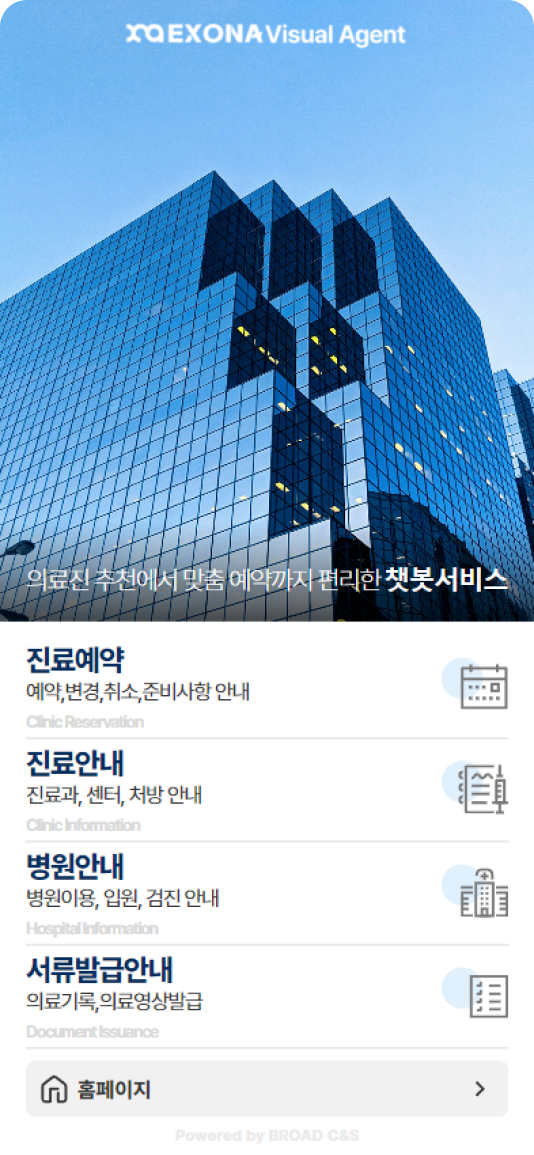 EXONA Visual Agent
의료진 추천에서 맞춤 예약까지 편리한 챗봇서비스
진료예약
예약,변경,취소,준비사항 안내
Clinic Reservation
진료안내
진료과, 센터, 처방 안내
Clinic Information
병원안내
병원이용, 입원, 검진 안내
Hospital Information
서류발급안내
의료기록,의료영상발급
Document Issuance
홈페이지
Powered by BROAD C&S